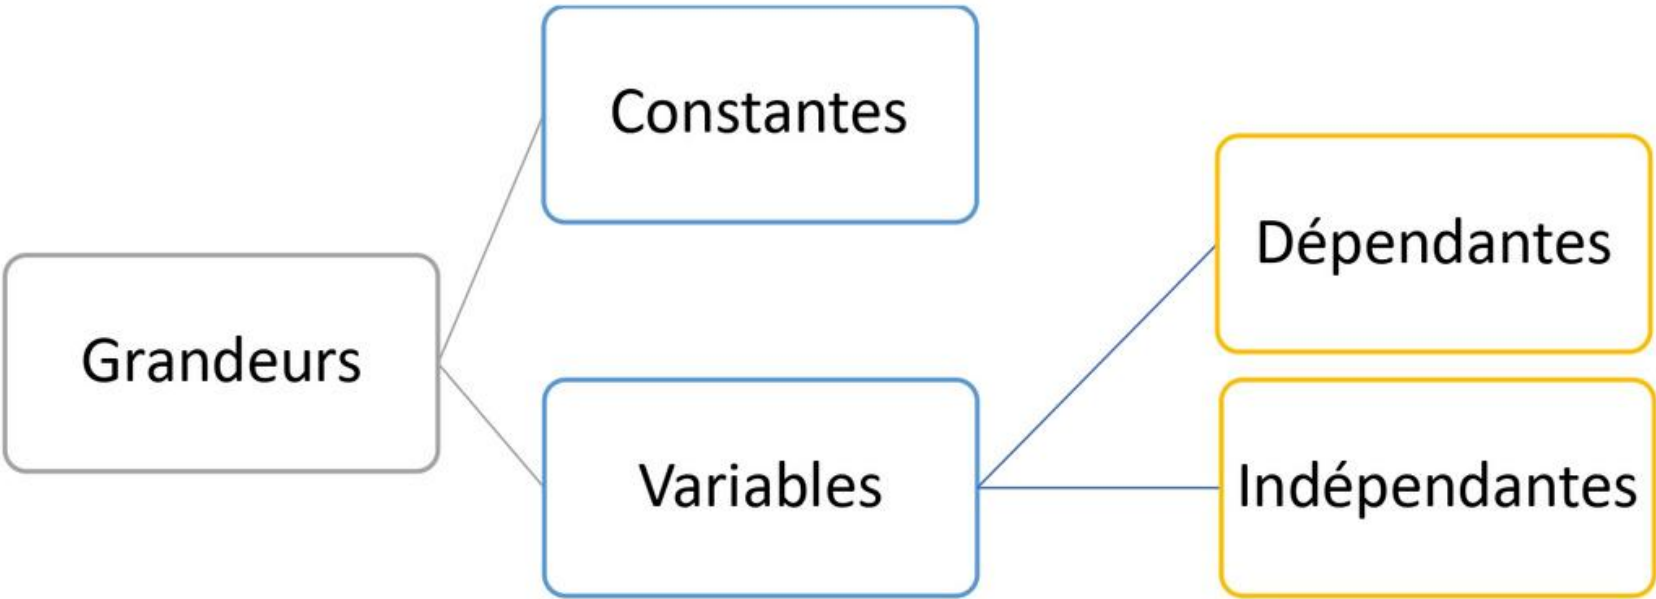 Grandeurs
Constantes
Variables
Dépendantes
Indépendantes